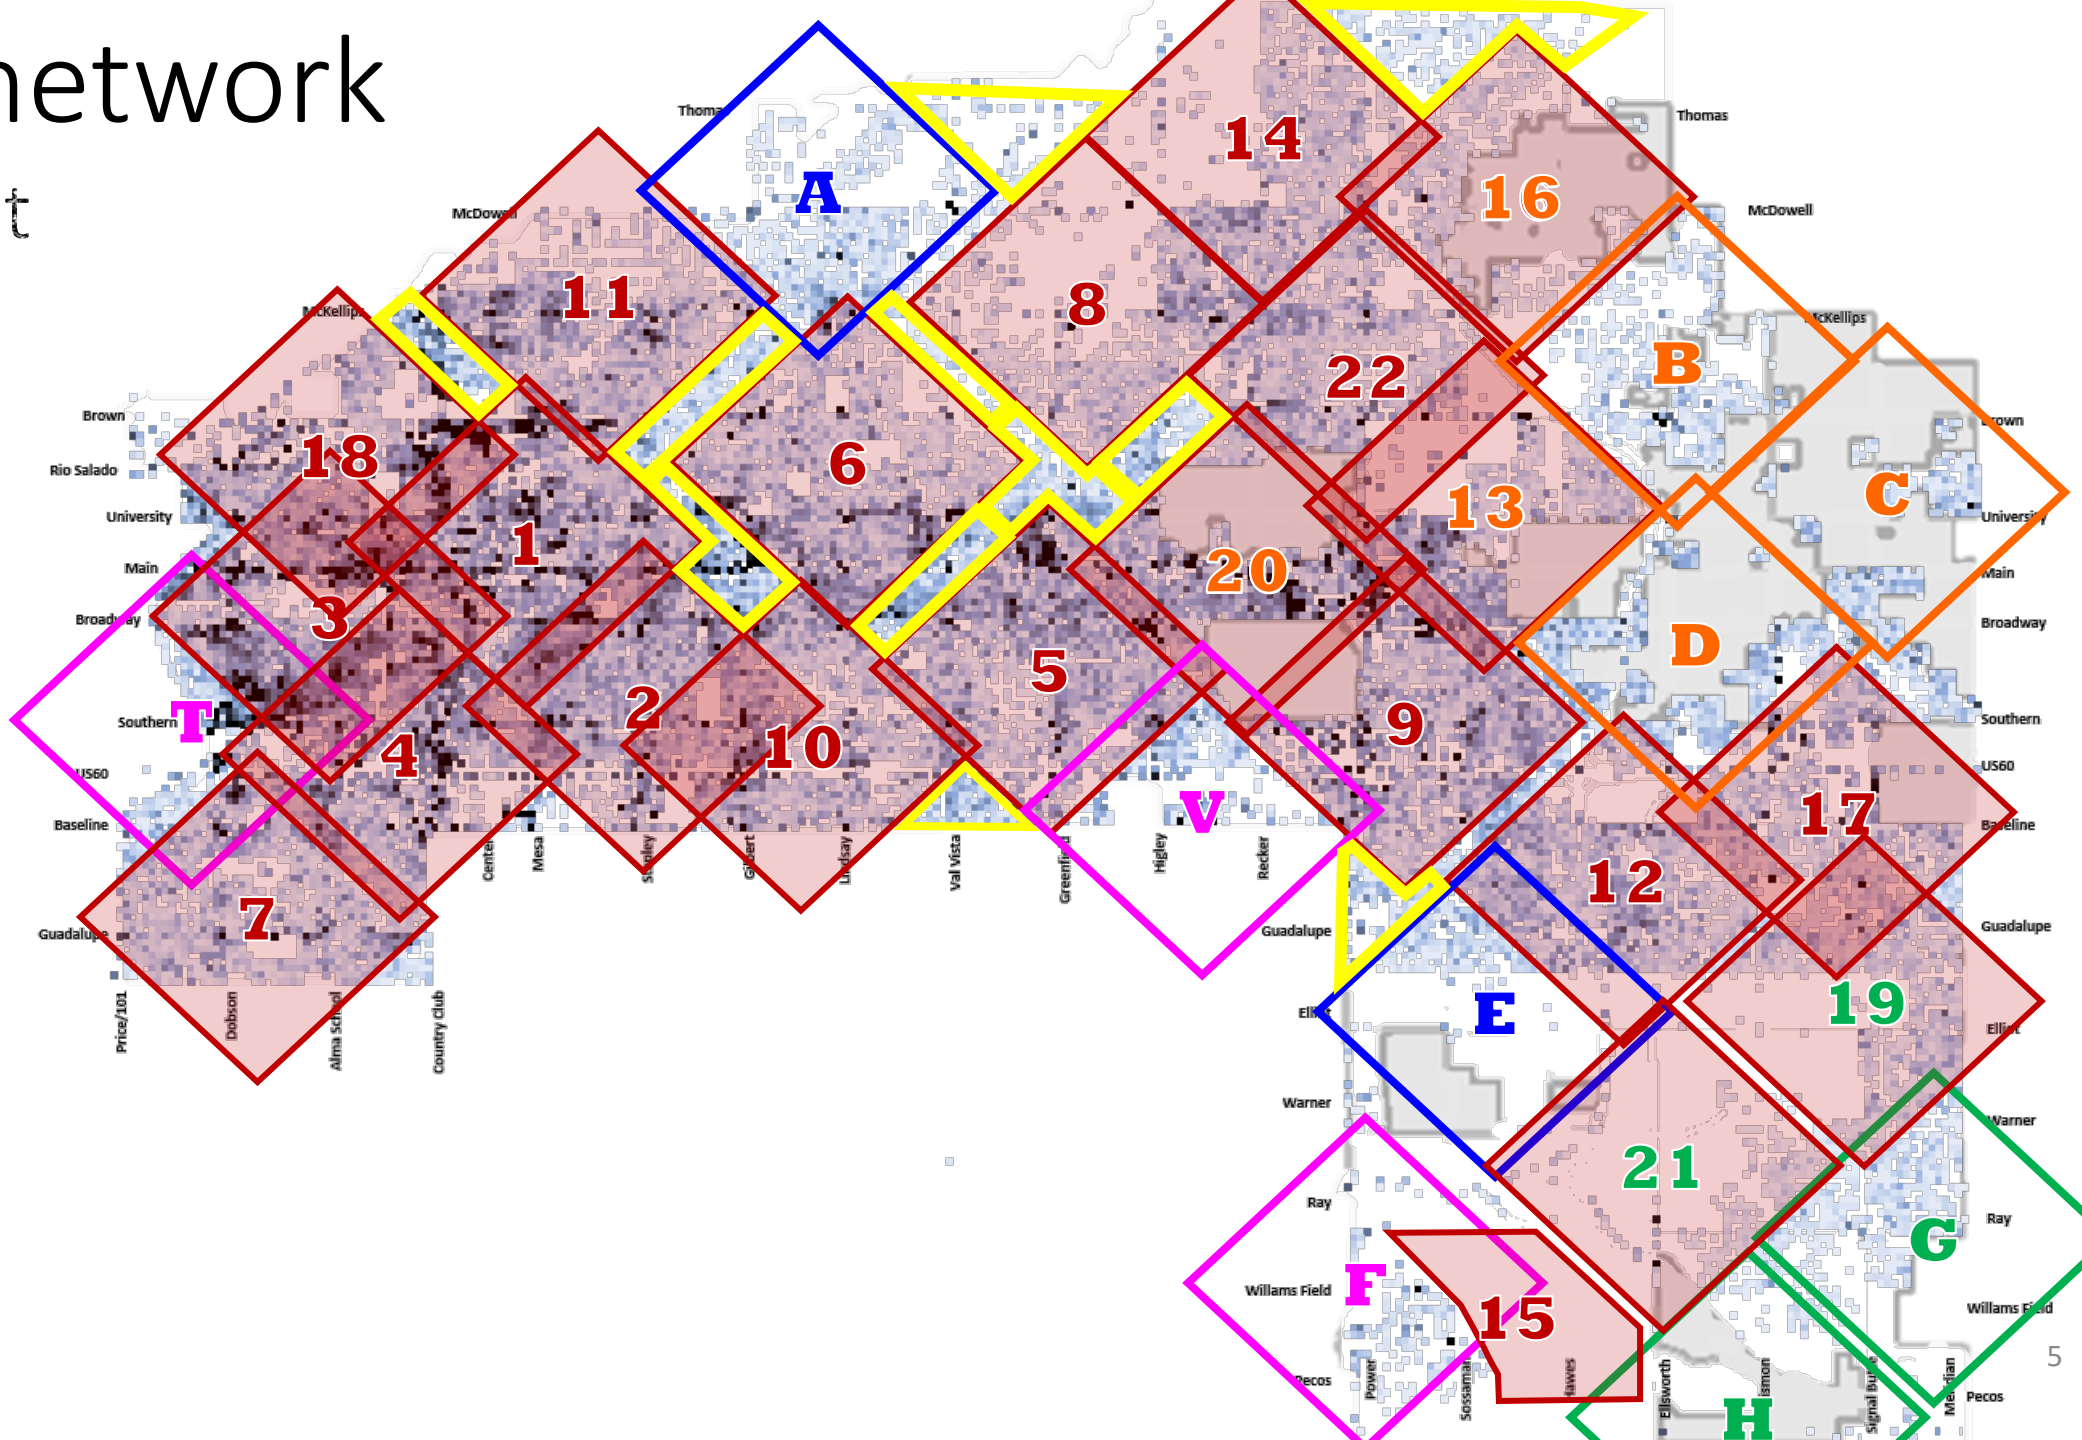 network
t
Thomas
Thomas
14
A
16
McDowell
McDowell
11
8
McKellips
McKellips
B
22
Brown
Brown
18
6
Rio Salado
C
13
University
University
1
20
Main
Main
3
Broadway
Broadway
D
5
2
T
Southern
Southern
9
10
4
US60
US60
V
17
Baseline
Baseline
Center
Mesa
Stapley
Gilbert
Lindsay
Val Vista
Greenfield
Higley
Recker
12
7
Guadalupe
Guadalupe
Guadalupe
Price/101
Dobson
Alma School
Country Club
19
E
Elliot
Elliot
Warner
Warner
21
Ray
Ray
G
F
Willams Field
Willams Field
15
5
Pecos
Pecos
Power
Sossaman
Hawes
Ellsworth
Signal Butte
Meridian
H